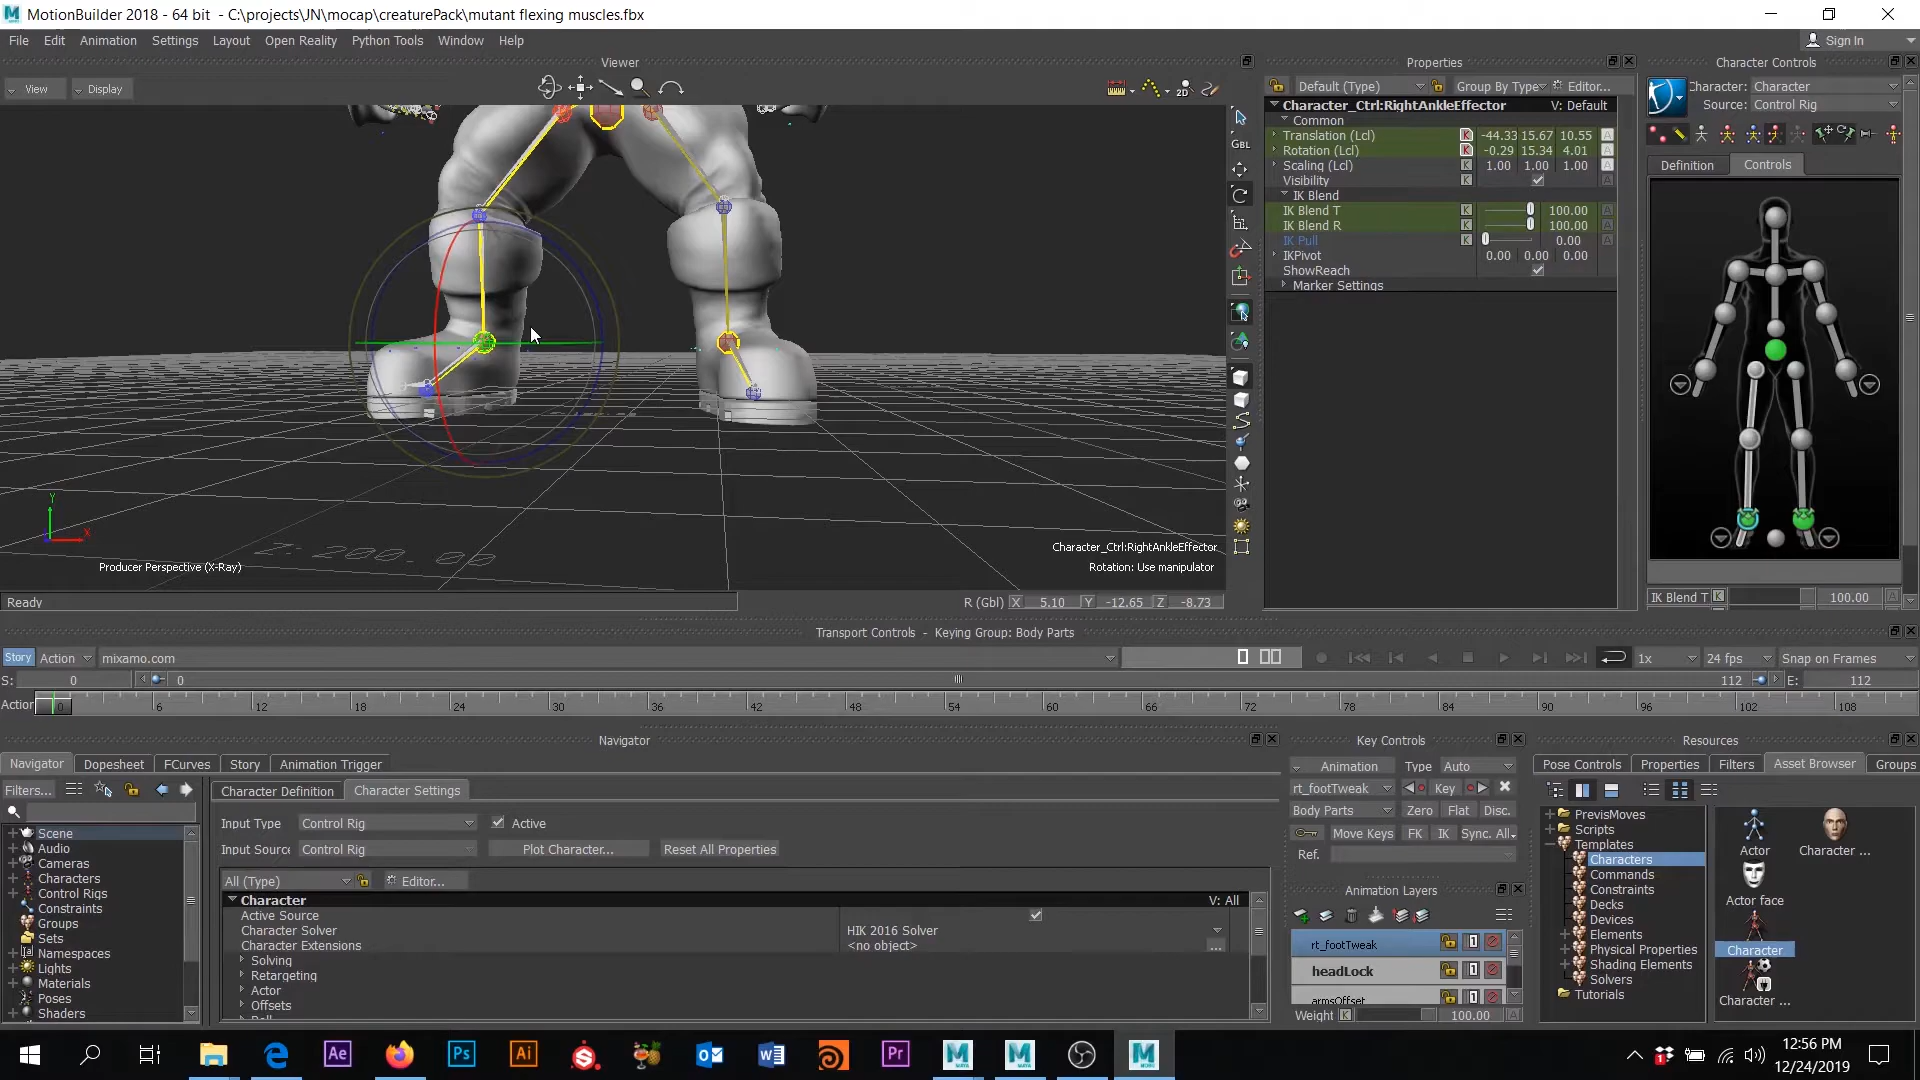 MotionBuilder 2018 - 64 bit - C:\projects\JN\mocap\creaturePack\mutant flexing muscles.fbx
File Edit Animation Settings Layout Open Reality Python Tools Window Help
Sign In
Viewer
View Display
Z: 200.00
Y
X
Producer Perspective (X-Ray)
Character_Ctrl:RightAnkleEffector
Rotation: Use manipulator
Ready
R (Gbl) X 5.10 Y -12.65 Z -8.73
2D
GBL
Properties
Default (Type) Group By Type Editor...
Character_Ctrl:RightAnkleEffector V: Default
Common
Translation (Lcl) K -44.33 15.67 10.55 A
Rotation (Lcl) K -0.29 15.34 4.01 A
Scaling (Lcl) K 1.00 1.00 1.00 A
Visibility K A
IK Blend
IK Blend T K 100.00 A
IK Blend R K 100.00 A
IK Pull K 0.00 A
IKPivot 0.00 0.00 0.00
ShowReach
Marker Settings
Character Controls
Character: Character
Source: Control Rig
Definition Controls
IK Blend T K 100.00 A
Transport Controls - Keying Group: Body Parts
Story Action mixamo.com 1x 24 fps Snap on Frames
S: 0 0 112 E: 112
Action 0 6 12 18 24 30 36 42 48 54 60 66 72 78 84 90 96 102 108
Navigator
Navigator Dopesheet FCurves Story Animation Trigger
Filters...
Scene
Audio
Cameras
Characters
Control Rigs
Constraints
Groups
Sets
Namespaces
Lights
Materials
Poses
Shaders
Character Definition Character Settings
Input Type Control Rig Active
Input Source Control Rig Plot Character... Reset All Properties
All (Type) Editor...
Character V: All
Active Source
Character Solver HIK 2016 Solver
Character Extensions <no object> ...
Solving
Retargeting
Actor
Offsets
Key Controls
Animation Type Auto
rt_footTweak Key
Body Parts Zero Flat Disc.
Move Keys FK IK Sync. All
Ref.
Animation Layers
rt_footTweak
headLock
armsOffset
Weight K 100.00 A
Resources
Pose Controls Properties Filters Asset Browser Groups
PrevisMoves
Scripts
Templates
Characters
Commands
Constraints
Decks
Devices
Elements
Physical Properties
Shading Elements
Solvers
Tutorials
Actor
Character ...
Actor face
Character
Character ...
Ae Ps Ai Pr
12:56 PM
12/24/2019